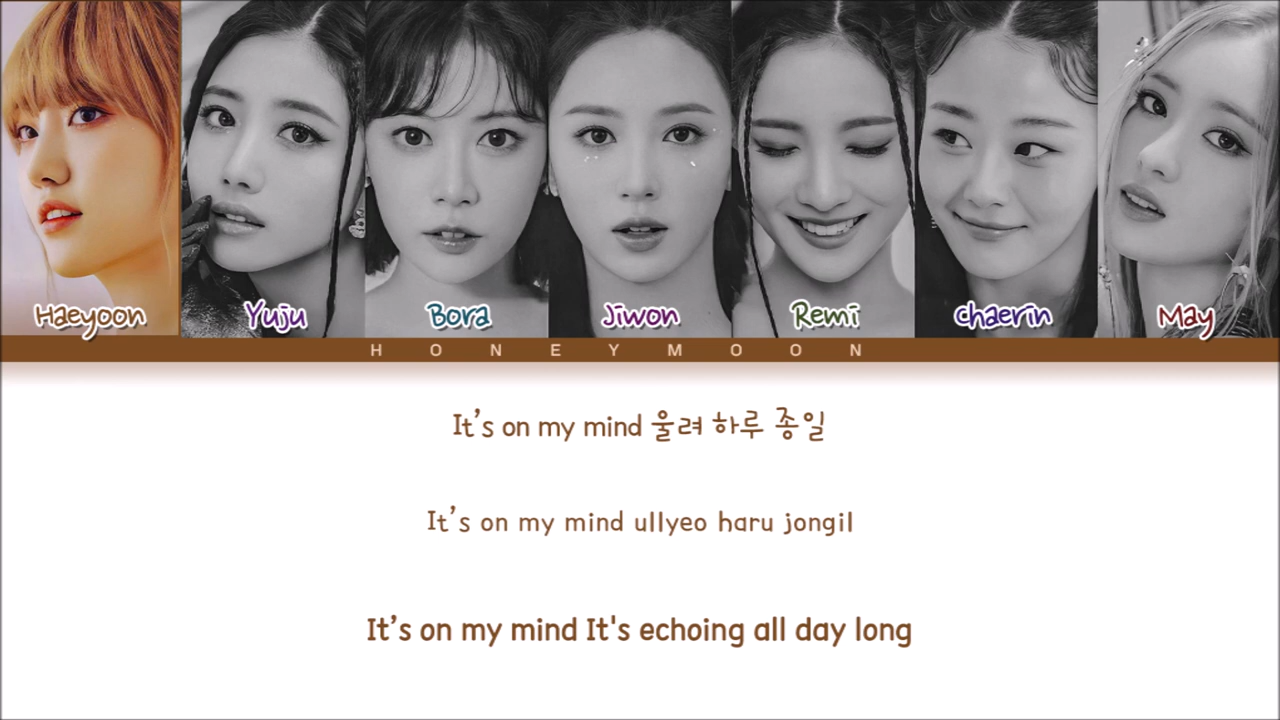 Haeyoon Yuju Bora Jiwon Remi chaerin May
HONEYMOON
It's on my mind 울려 하루 종일
It's on my mind ullyeo haru jongil
It's on my mind It's echoing all day long